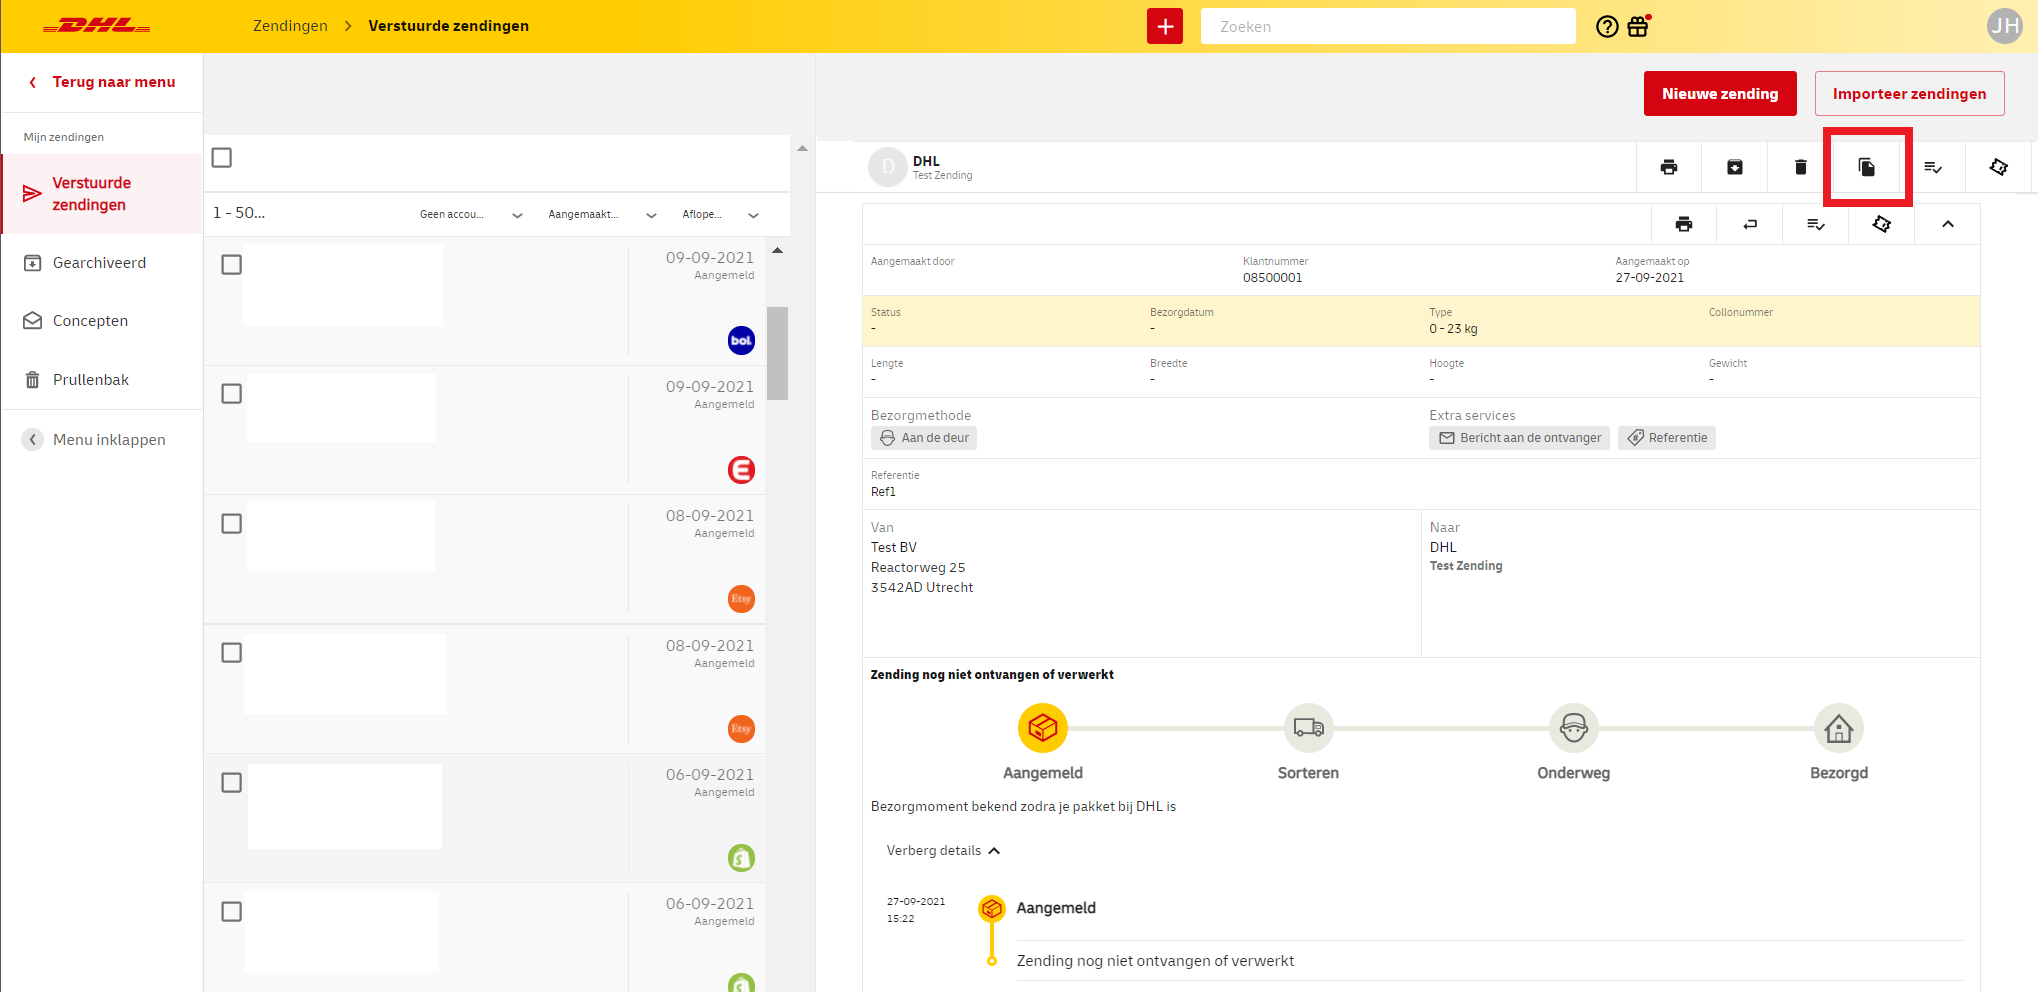 DHL
Zendingen > Verstuurde zendingen
Zoeken
JH
Terug naar menu
Mijn zendingen
Verstuurde
zendingen
Gearchiveerd
Concepten
Prullenbak
Menu inklappen
1 - 50...
Geen accou...
Aangemaakt...
Aflope...
09-09-2021
Aangemeld
bol.
09-09-2021
Aangemeld
E
08-09-2021
Aangemeld
Etsy
08-09-2021
Aangemeld
Etsy
06-09-2021
Aangemeld
S
06-09-2021
Aangemeld
S
Nieuwe zending
Importeer zendingen
D
DHL
Test Zending
Aangemaakt door
Klantnummer
08500001
Aangemaakt op
27-09-2021
Status
-
Bezorgdatum
-
Type
0 - 23 kg
Collonummer
Lengte
-
Breedte
-
Hoogte
-
Gewicht
-
Bezorgmethode
Aan de deur
Extra services
Bericht aan de ontvanger
Referentie
Referentie
Ref1
Van
Test BV
Reactorweg 25
3542AD Utrecht
Naar
DHL
Test Zending
Zending nog niet ontvangen of verwerkt
Aangemeld
Sorteren
Onderweg
Bezorgd
Bezorgmoment bekend zodra je pakket bij DHL is
Verberg details
27-09-2021
15:22
Aangemeld
Zending nog niet ontvangen of verwerkt